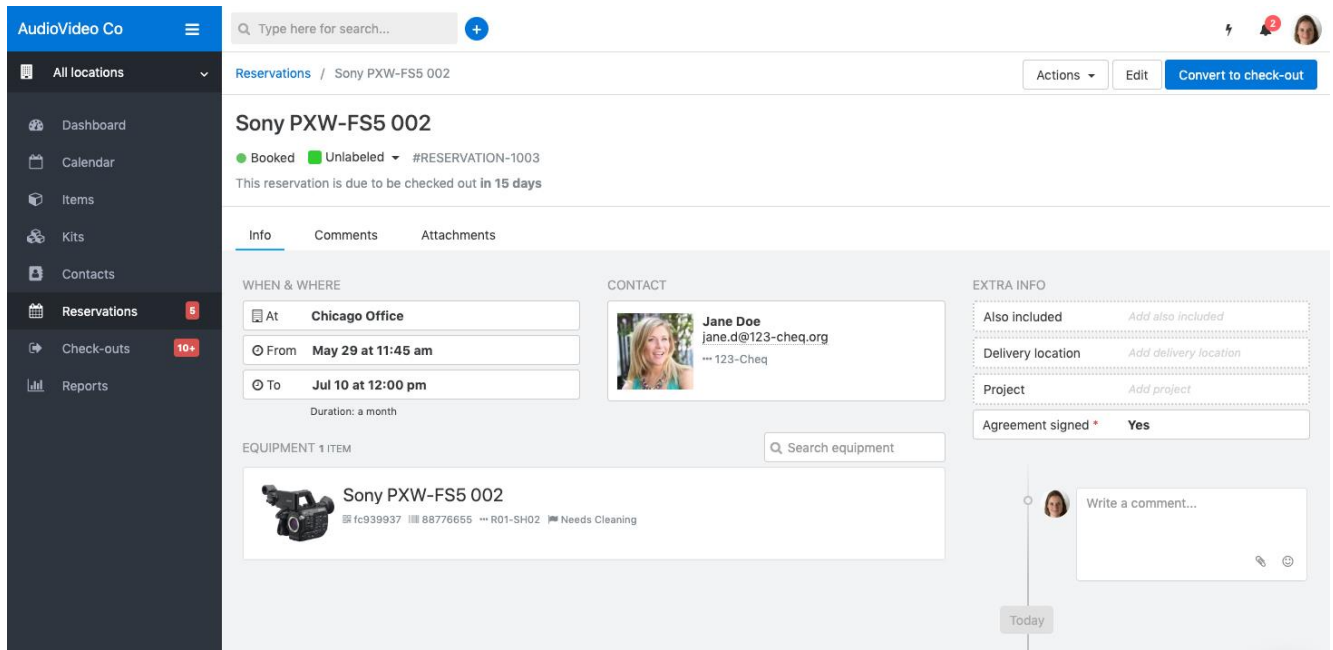 AudioVideo Co
Type here for search...
2
All locations
Reservations / Sony PXW-FS5 002
Actions
Edit
Convert to check-out
Dashboard
Calendar
Items
Kits
Contacts
Reservations 5
Check-outs 10+
Reports
Sony PXW-FS5 002
Booked Unlabeled #RESERVATION-1003
This reservation is due to be checked out in 15 days
Info Comments Attachments
WHEN & WHERE
At Chicago Office
From May 29 at 11:45 am
To Jul 10 at 12:00 pm
Duration: a month
CONTACT
Jane Doe
jane.d@123-cheq.org
123-Cheq
EQUIPMENT 1 ITEM
Search equipment
Sony PXW-FS5 002
fc939937 88776655 R01-SH02 Needs Cleaning
EXTRA INFO
Also included Add also included
Delivery location Add delivery location
Project Add project
Agreement signed * Yes
Write a comment...
Today